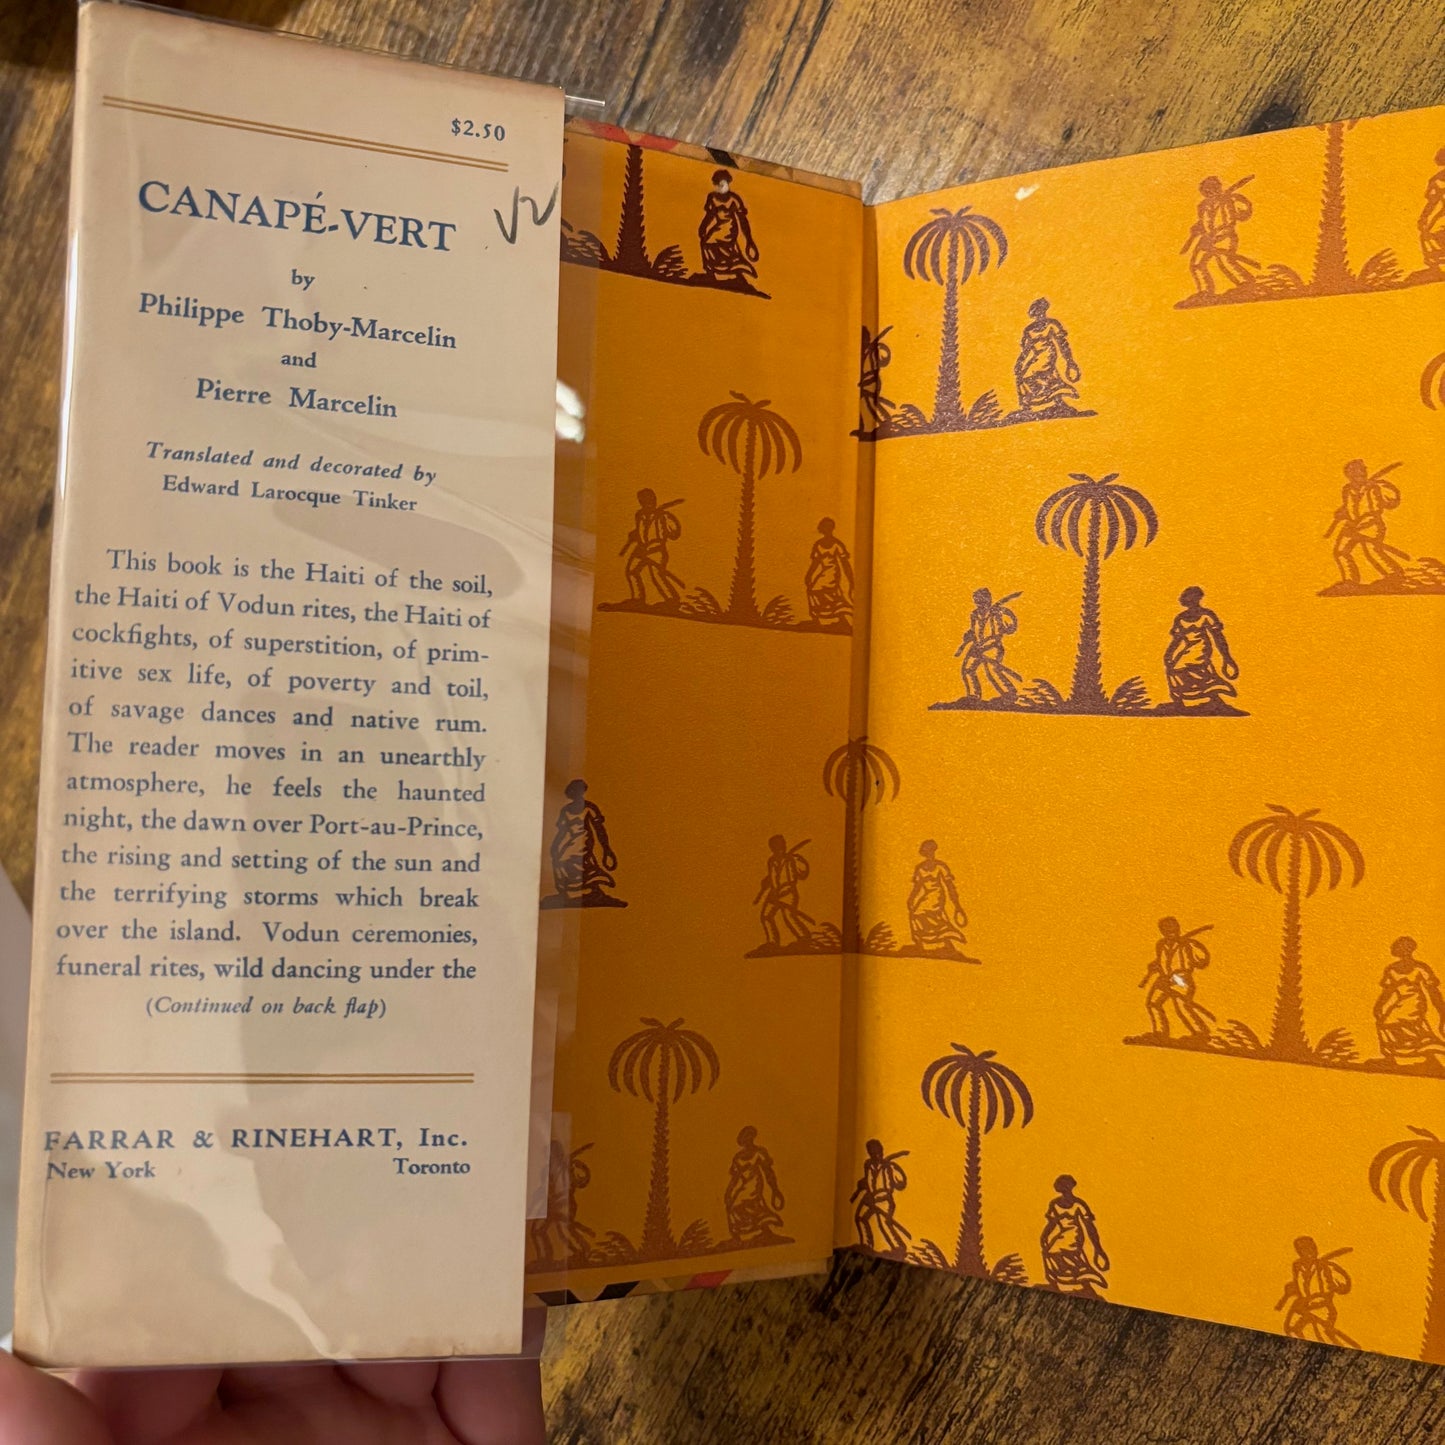 $2.50
CANAPÉ-VERT
by
Philippe Thoby-Marcelin
and
Pierre Marcelin
Translated and decorated by
Edward Larocque Tinker
This book is the Haiti of the soil,
the Haiti of Vodun rites, the Haiti of
cockfights, of superstition, of prim-
itive sex life, of poverty and toil,
of savage dances and native rum.
The reader moves in an unearthly
atmosphere, he feels the haunted
night, the dawn over Port-au-Prince,
the rising and setting of the sun and
the terrifying storms which break
over the island. Vodun ceremonies,
funeral rites, wild dancing under the
(Continued on back flap)
FARRAR & RINEHART, Inc.
New York Toronto